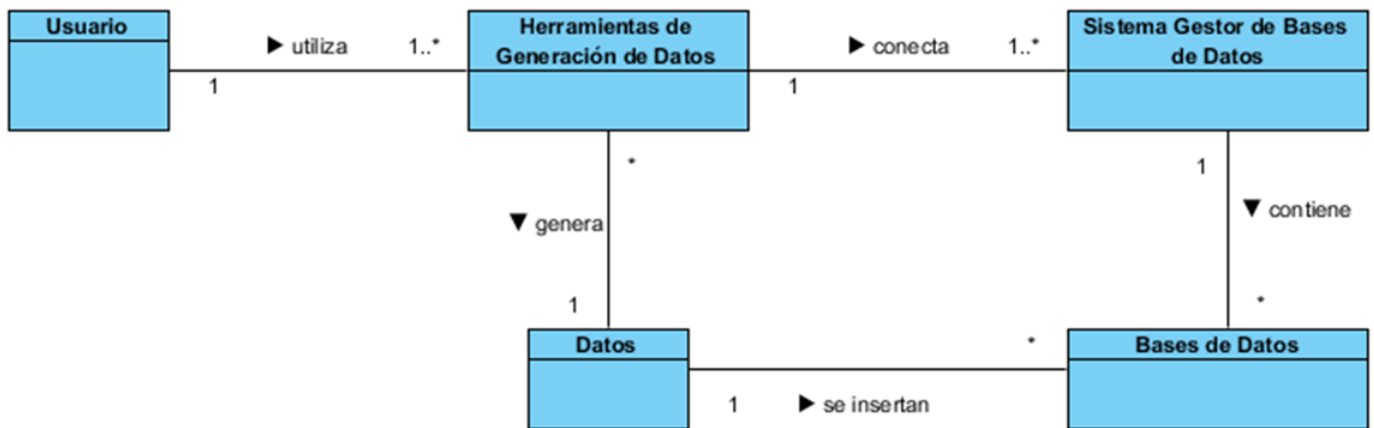 Usuario
▶ utiliza
1..*
1
Herramientas de
Generación de Datos
▶ conecta
1..*
1
Sistema Gestor de Bases
de Datos
*
▼ genera
1
1
▼ contiene
*
Datos
1
▶ se insertan
*
Bases de Datos